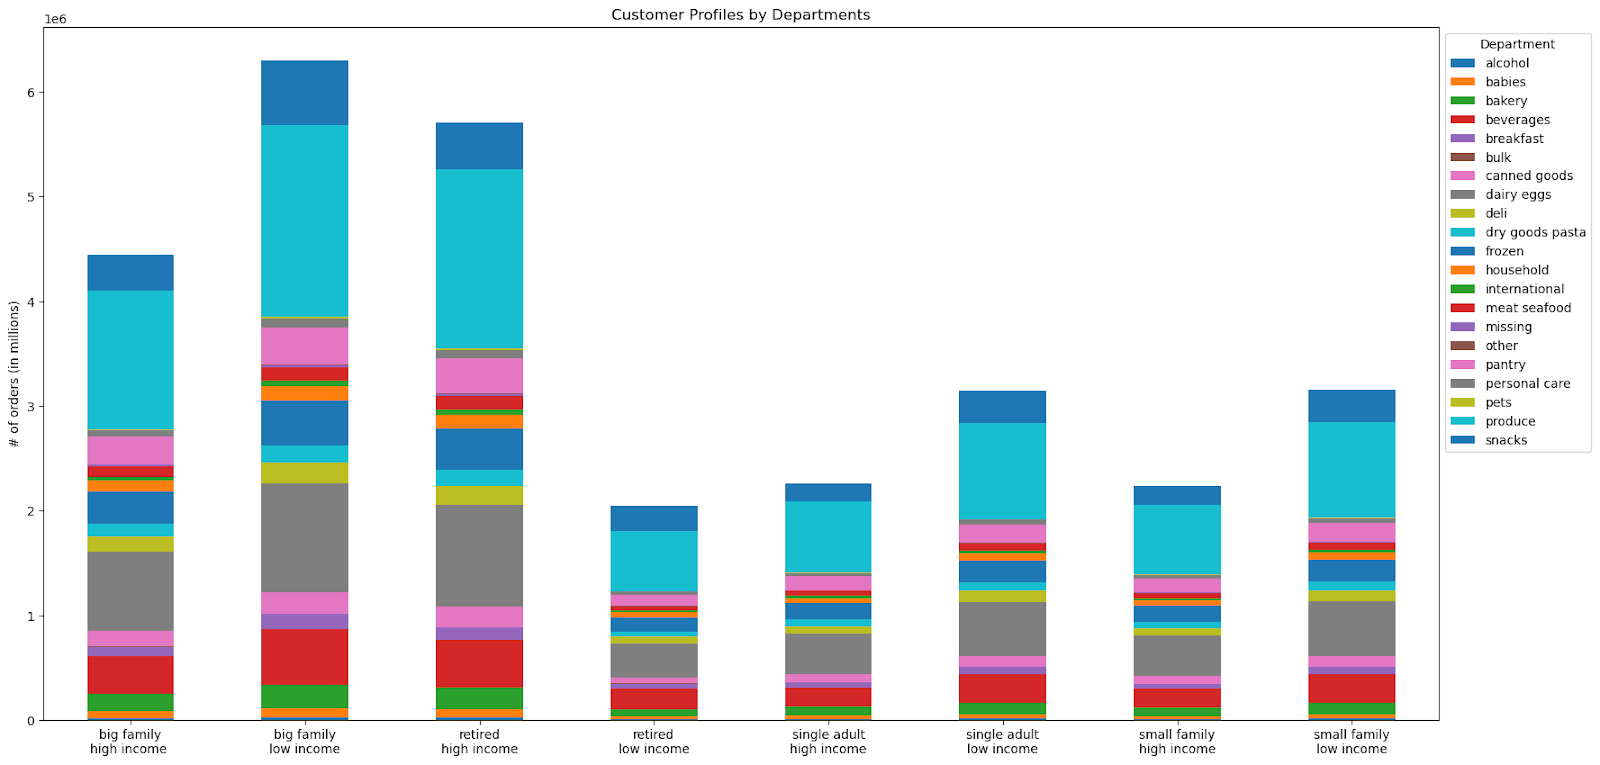 Customer Profiles by Departments
1e6
6
5
4
3
2
1
0
# of orders (in millions)
big family
high income
big family
low income
retired
high income
retired
low income
single adult
high income
single adult
low income
small family
high income
small family
low income
Department
alcohol
babies
bakery
beverages
breakfast
bulk
canned goods
dairy eggs
deli
dry goods pasta
frozen
household
international
meat seafood
missing
other
pantry
personal care
pets
produce
snacks